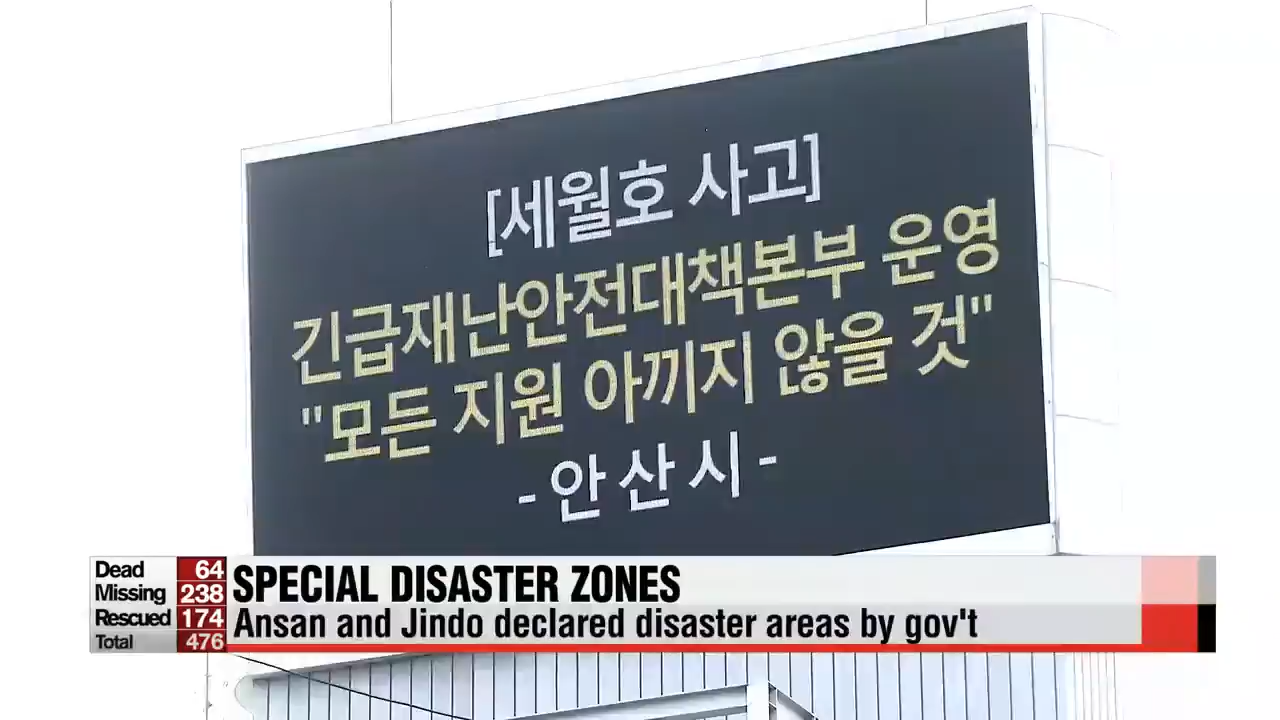 [세월호 사고]
긴급재난안전대책본부 운영
"모든 지원 아끼지 않을 것"
- 안 산 시 -
Dead 64
Missing 238
Rescued 174
Total 476
SPECIAL DISASTER ZONES
Ansan and Jindo declared disaster areas by gov't